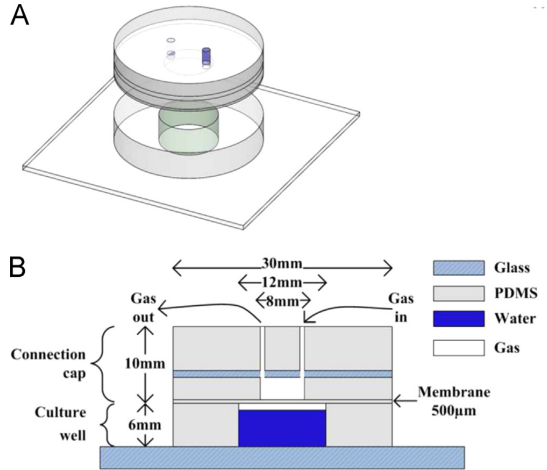 A
B
30mm
12mm
8mm
Gas out
Gas in
Connection cap
10mm
Culture well
6mm
Membrane 500μm
Glass
PDMS
Water
Gas